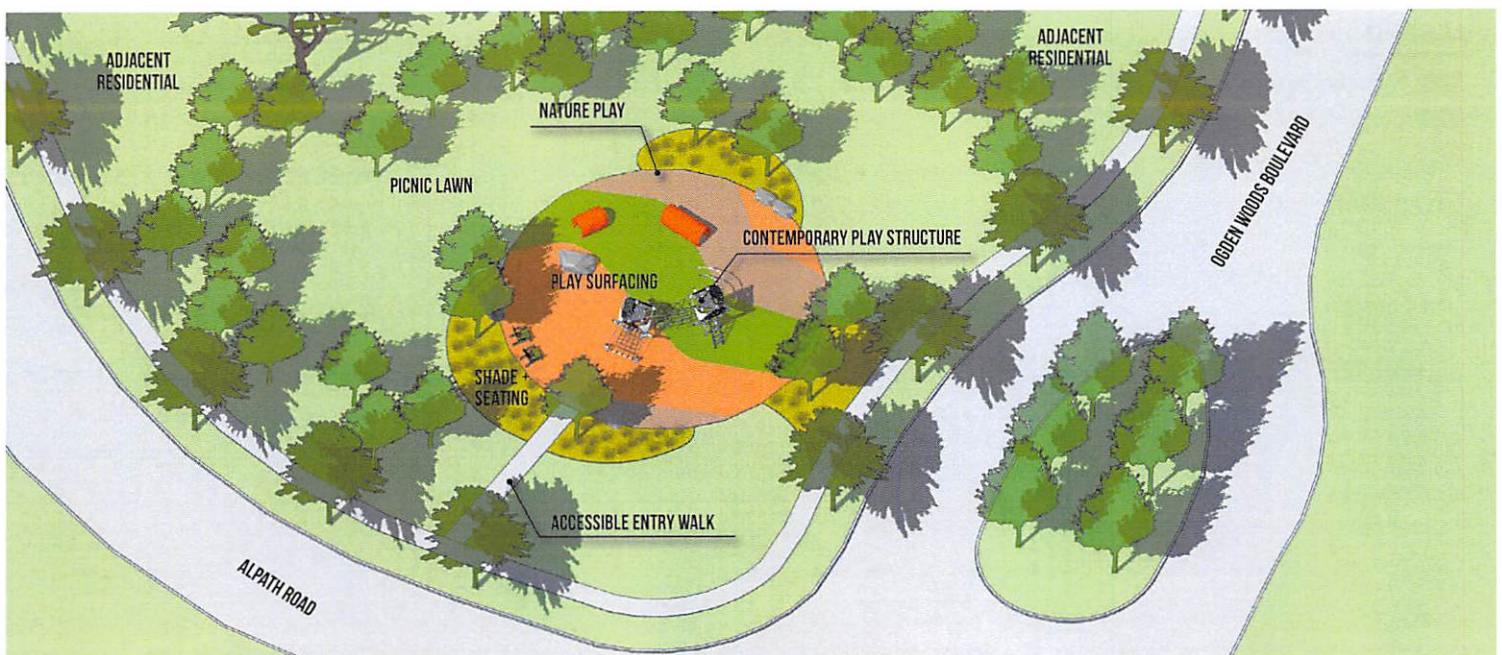 ADJACENT
RESIDENTIAL
ADJACENT
RESIDENTIAL
NATURE PLAY
OGDEN WOODS BOULEVARD
PICNIC LAWN
CONTEMPORARY PLAY STRUCTURE
PLAY SURFACING
SHADE +
SEATING
ACCESSIBLE ENTRY WALK
ALPATH ROAD